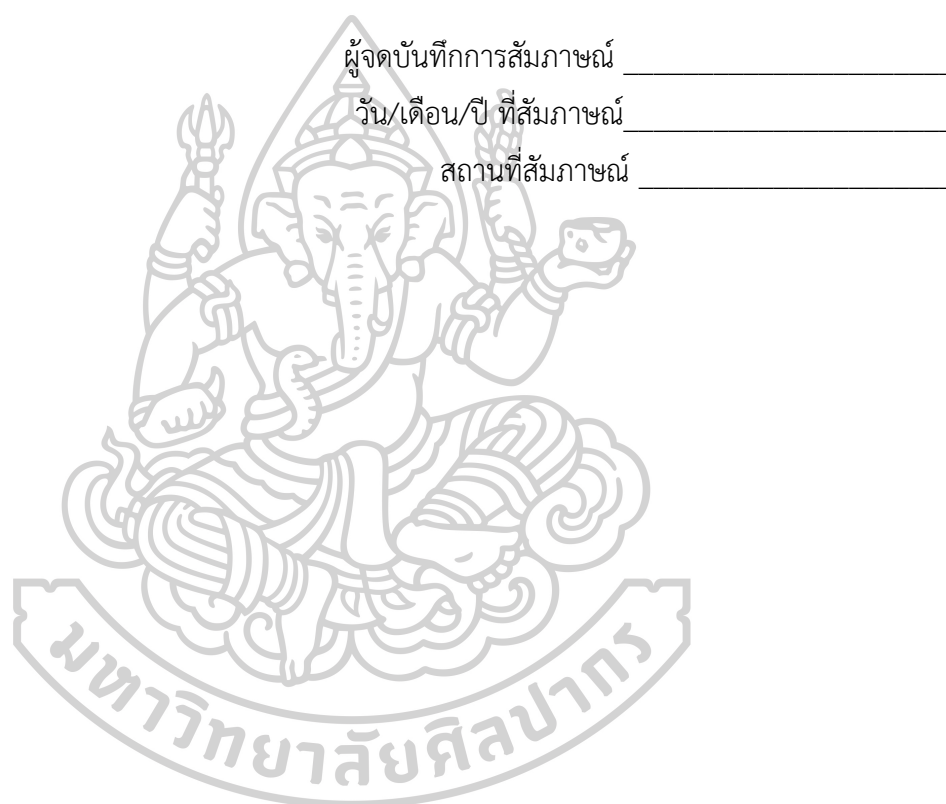 ผู้จดบันทึกการสัมภาษณ์ ______________________
วัน/เดือน/ปี ที่สัมภาษณ์______________________
สถานที่สัมภาษณ์ _____________________
มหาวิทยาลัยศิลปากร